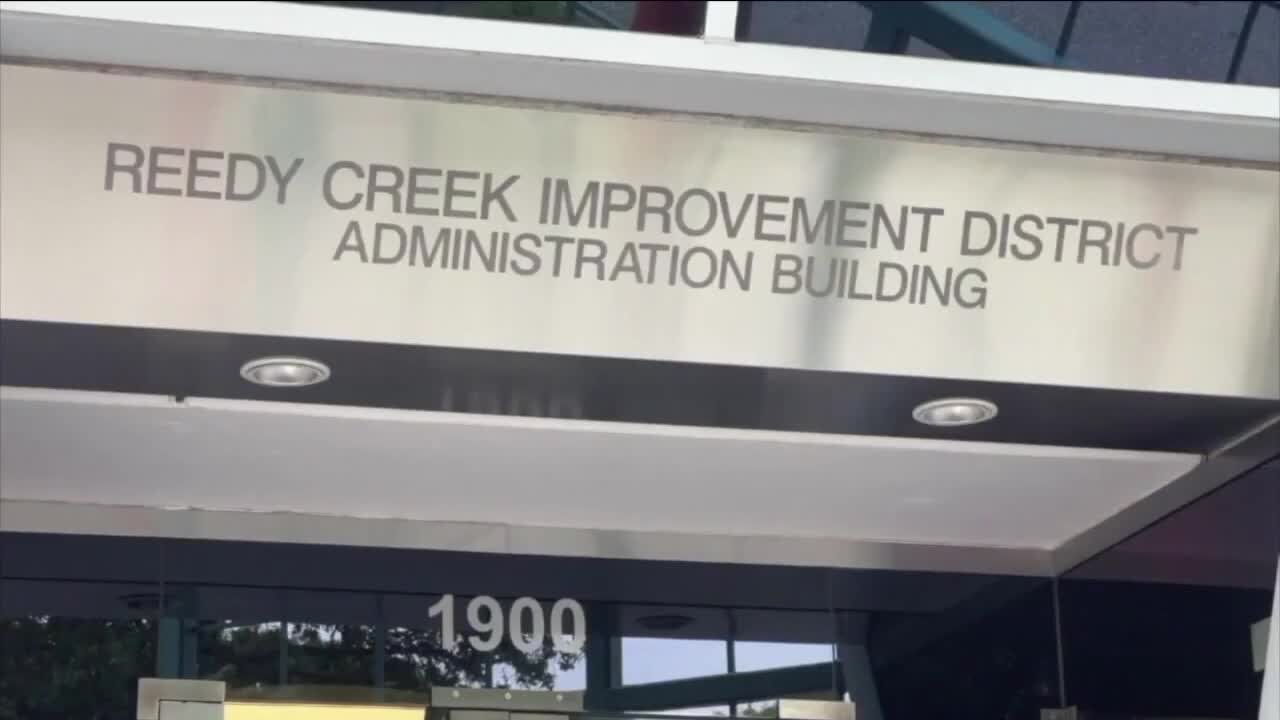 REEDY CREEK IMPROVEMENT DISTRICT
ADMINISTRATION BUILDING
1900